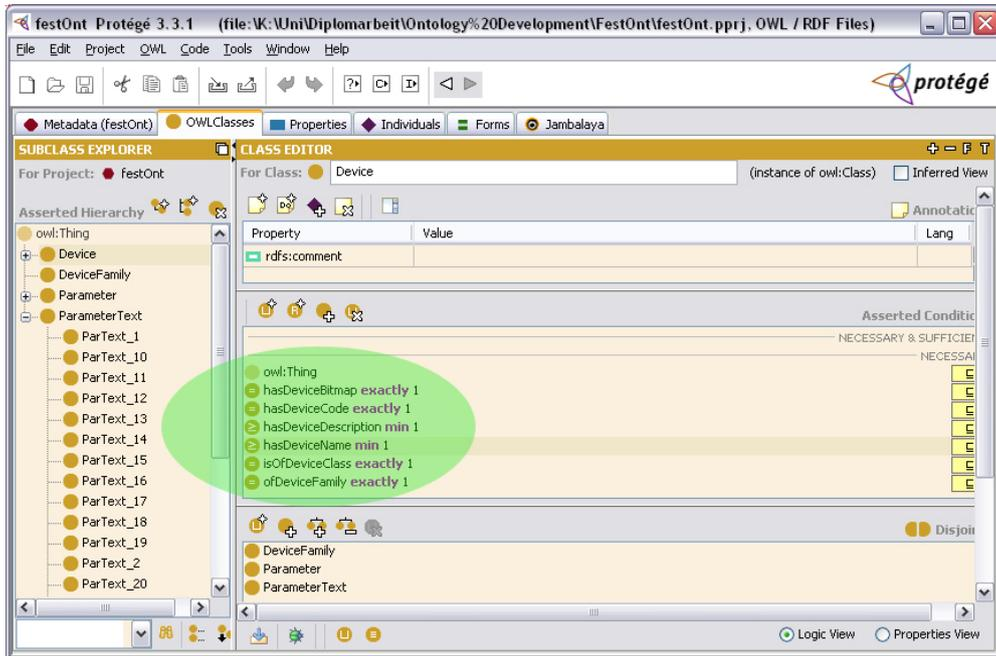 festOnt Protégé 3.3.1 (file:\K:\Uni\Diplomarbeit\Ontology%20Development\FestOnt\festOnt.pprj, OWL / RDF Files)
File Edit Project OWL Code Tools Window Help
protégé
Metadata (festOnt) OWLClasses Properties Individuals Forms Jambalaya
SUBCLASS EXPLORER
For Project: festOnt
Asserted Hierarchy
owl:Thing
Device
DeviceFamily
Parameter
ParameterText
ParText_1
ParText_10
ParText_11
ParText_12
ParText_13
ParText_14
ParText_15
ParText_16
ParText_17
ParText_18
ParText_19
ParText_2
ParText_20
CLASS EDITOR
For Class: Device (instance of owl:Class) Inferred View
Annotatic
Property Value Lang
rdfs:comment
Asserted Conditic
NECESSARY & SUFFICIEN
NECESSAI
owl:Thing
hasDeviceBitmap exactly 1
hasDeviceCode exactly 1
hasDeviceDescription min 1
hasDeviceName min 1
isOfDeviceClass exactly 1
ofDeviceFamily exactly 1
Disjoi
DeviceFamily
Parameter
ParameterText
Logic View Properties View